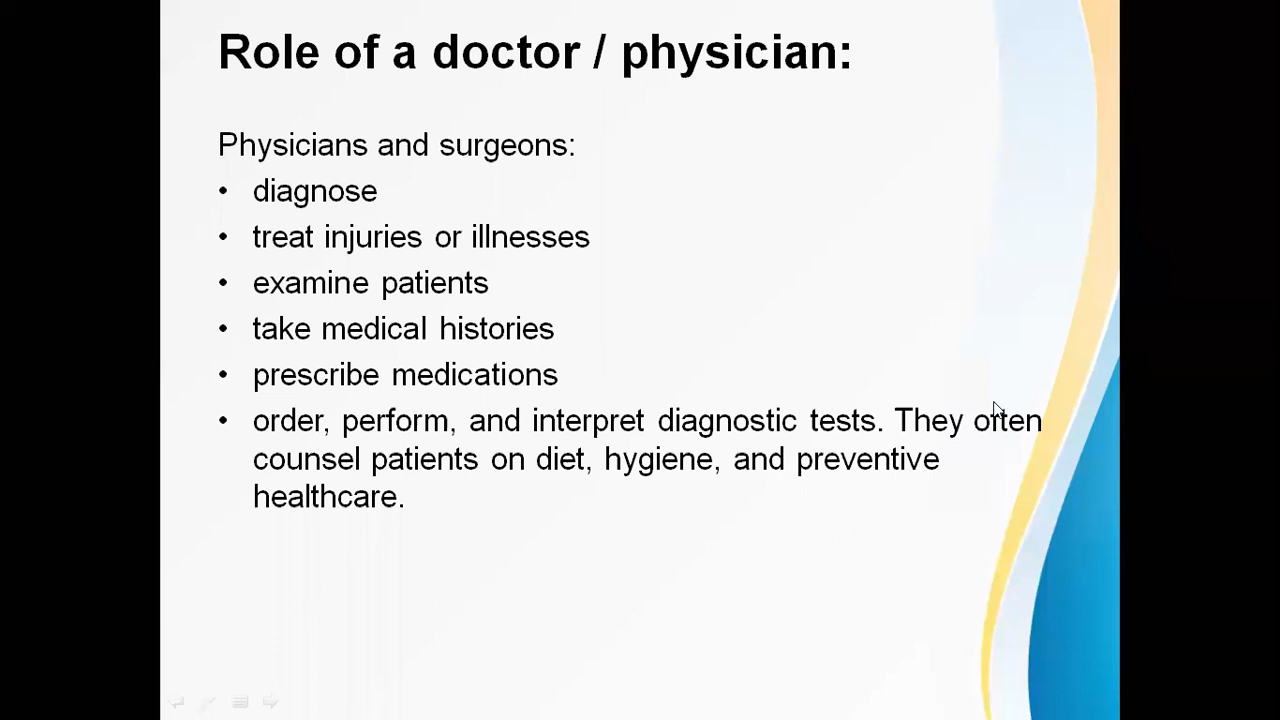 Role of a doctor / physician:
Physicians and surgeons:
• diagnose
• treat injuries or illnesses
• examine patients
• take medical histories
• prescribe medications
• order, perform, and interpret diagnostic tests. They often
counsel patients on diet, hygiene, and preventive
healthcare.